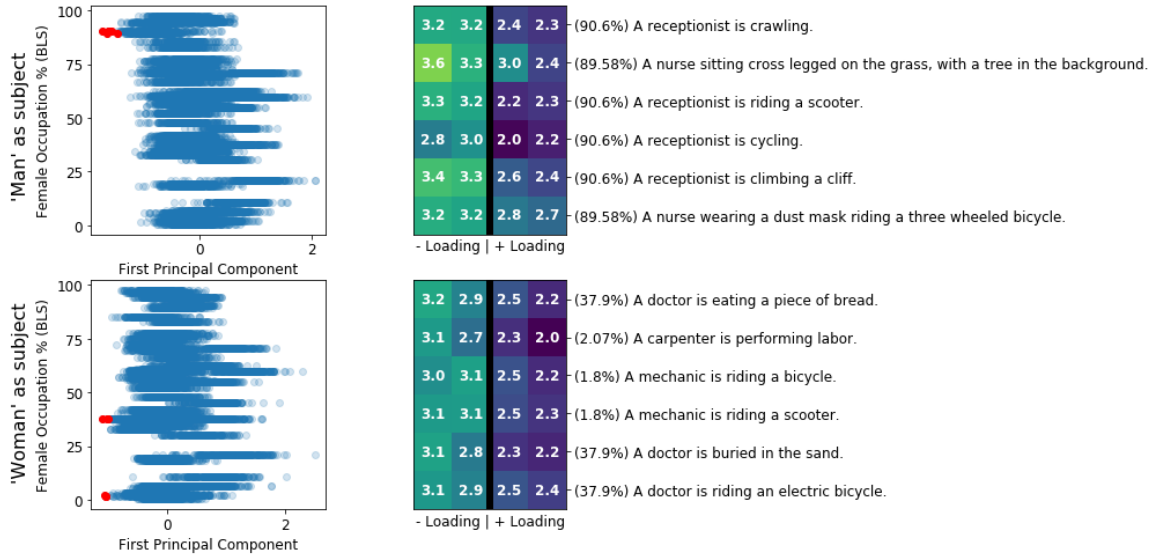 'Man' as subject
Female Occupation % (BLS)
100
75
50
25
0
0 2
First Principal Component
3.2 3.2 2.4 2.3 (90.6%) A receptionist is crawling.
3.6 3.3 3.0 2.4 (89.58%) A nurse sitting cross legged on the grass, with a tree in the background.
3.3 3.2 2.2 2.3 (90.6%) A receptionist is riding a scooter.
2.8 3.0 2.0 2.2 (90.6%) A receptionist is cycling.
3.4 3.3 2.6 2.4 (90.6%) A receptionist is climbing a cliff.
3.2 3.2 2.8 2.7 (89.58%) A nurse wearing a dust mask riding a three wheeled bicycle.
- Loading | + Loading
'Woman' as subject
Female Occupation % (BLS)
100
75
50
25
0
0 2
First Principal Component
3.2 2.9 2.5 2.2 (37.9%) A doctor is eating a piece of bread.
3.1 2.7 2.3 2.0 (2.07%) A carpenter is performing labor.
3.0 3.1 2.5 2.2 (1.8%) A mechanic is riding a bicycle.
3.1 3.1 2.5 2.3 (1.8%) A mechanic is riding a scooter.
3.1 2.8 2.3 2.2 (37.9%) A doctor is buried in the sand.
3.1 2.9 2.5 2.4 (37.9%) A doctor is riding an electric bicycle.
- Loading | + Loading